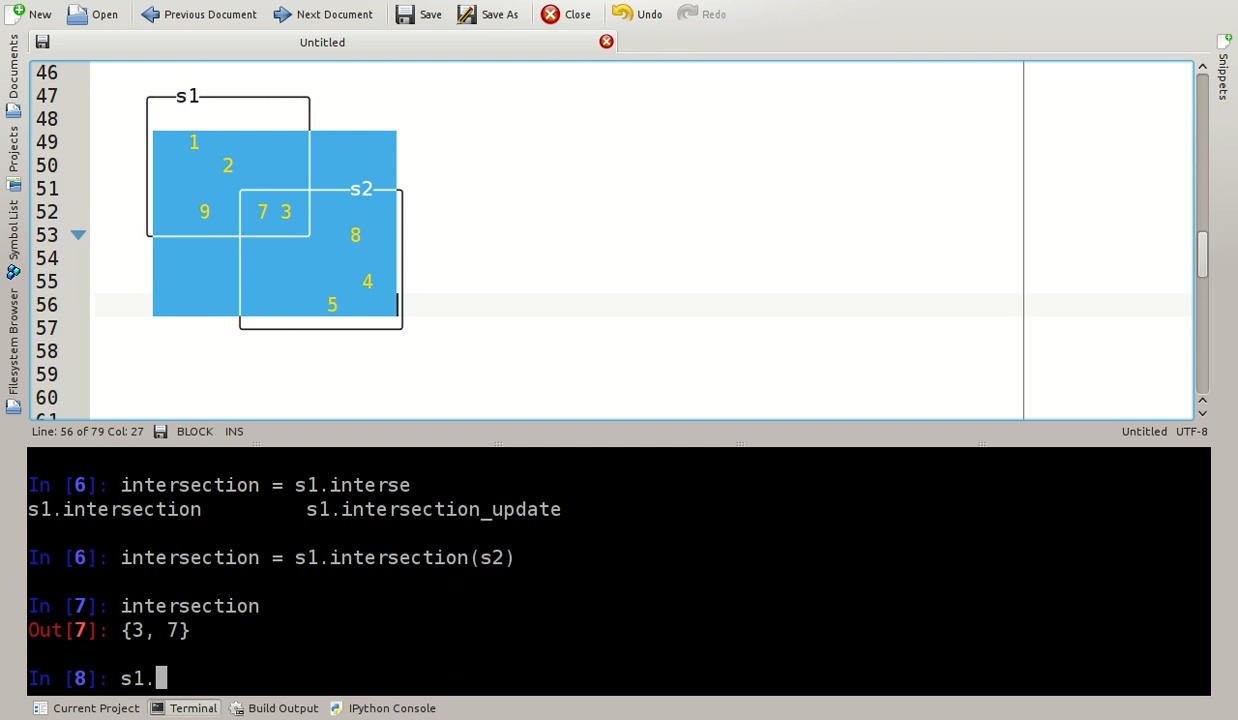 New Open Previous Document Next Document Save Save As Close Undo Redo
Untitled
Documents
Projects
Symbol List
Filesystem Browser
Snippets
46
47 s1
48
49 1
50 2
51 s2
52 9 7 3
53 8
54
55 4
56 5
57
58
59
60
Line: 56 of 79 Col: 27 BLOCK INS Untitled UTF-8
In [6]: intersection = s1.interse
s1.intersection s1.intersection_update
In [6]: intersection = s1.intersection(s2)
In [7]: intersection
Out[7]: {3, 7}
In [8]: s1.
Current Project Terminal Build Output IPython Console